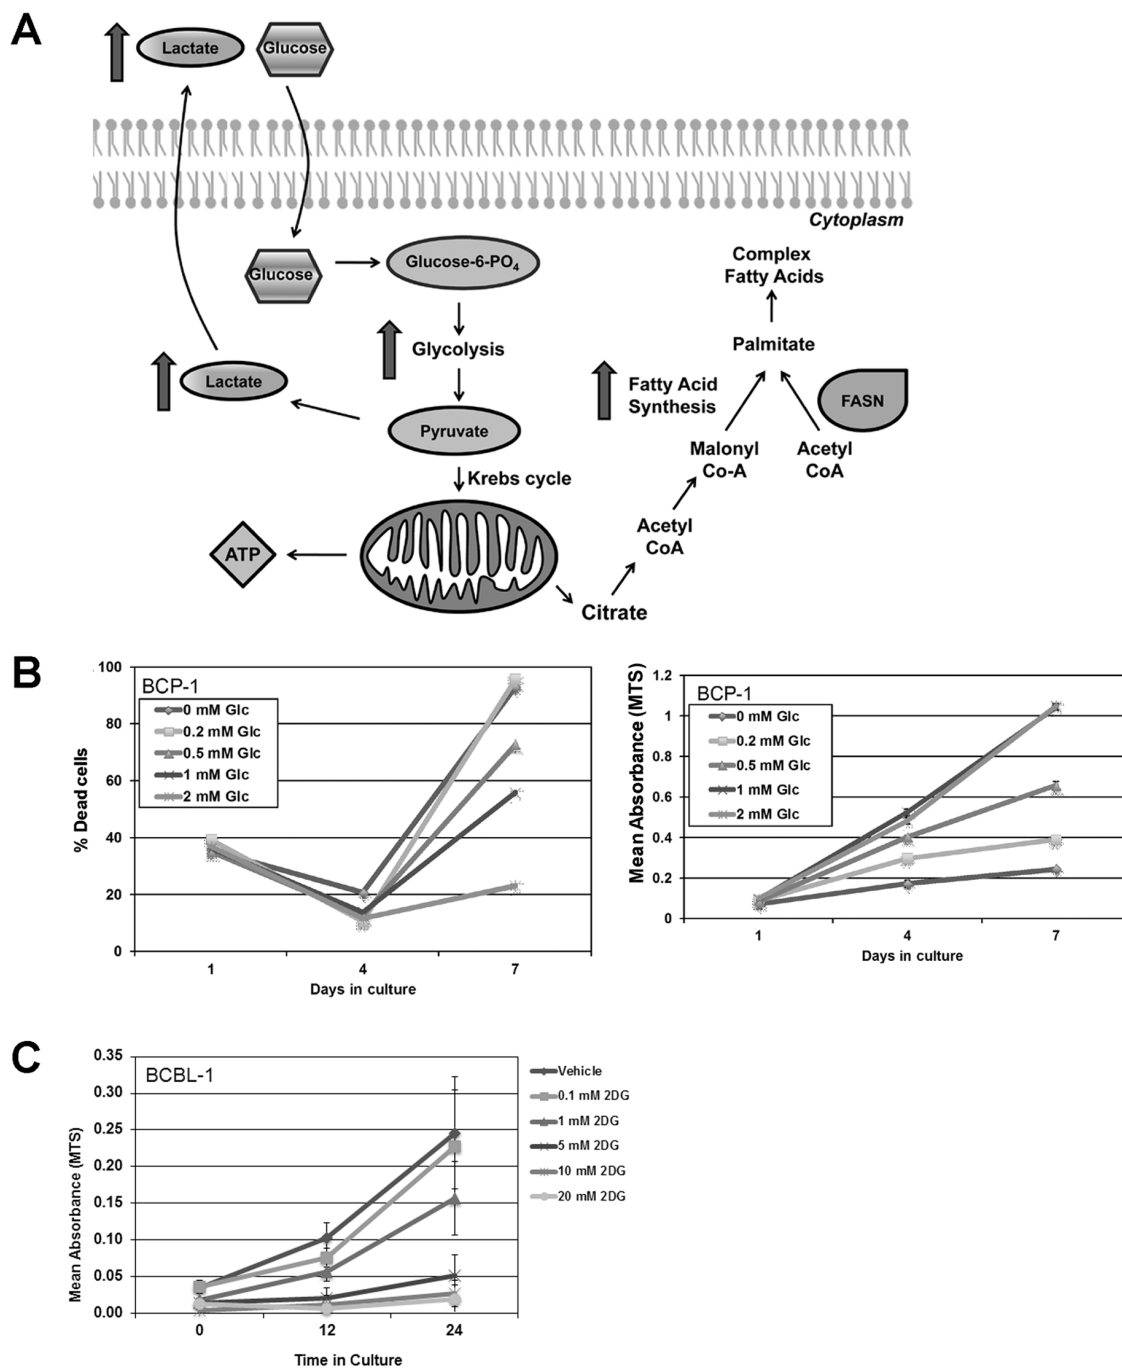 A
Lactate
Glucose
Cytoplasm
Glucose
Glucose-6-PO4
Complex
Fatty Acids
Glycolysis
Palmitate
Lactate
Fatty Acid
Synthesis
FASN
Pyruvate
Malonyl
Co-A
Acetyl
CoA
Krebs cycle
Acetyl
CoA
ATP
Citrate
B
BCP-1
0 mM Glc
0.2 mM Glc
0.5 mM Glc
1 mM Glc
2 mM Glc
% Dead cells
100
80
60
40
20
0
1
4
7
Days in culture
BCP-1
0 mM Glc
0.2 mM Glc
0.5 mM Glc
1 mM Glc
2 mM Glc
Mean Absorbance (MTS)
1.2
1
0.8
0.6
0.4
0.2
0
1
4
7
Days in culture
C
BCBL-1
Mean Absorbance (MTS)
0.35
0.30
0.25
0.20
0.15
0.10
0.05
0.00
0
12
24
Time in Culture
Vehicle
0.1 mM 2DG
1 mM 2DG
5 mM 2DG
10 mM 2DG
20 mM 2DG